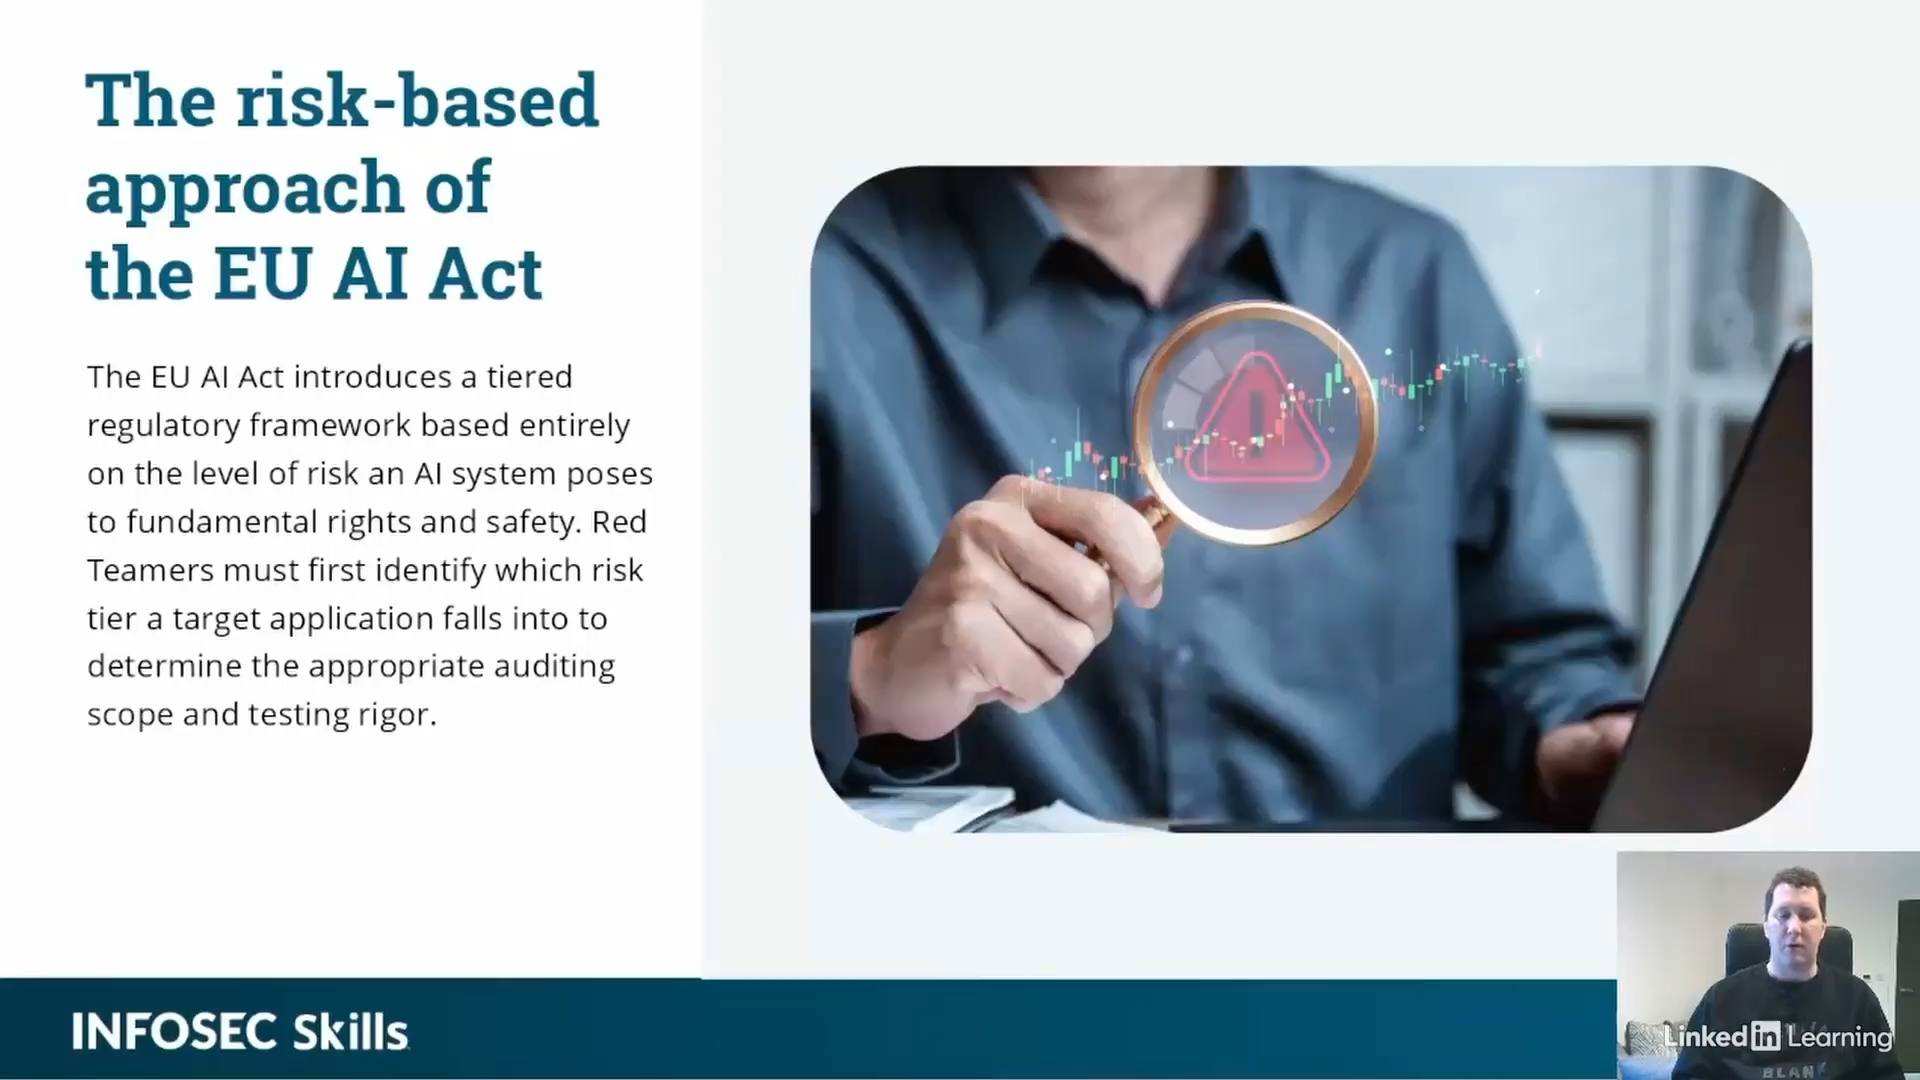 The risk-based
approach of
the EU AI Act
The EU AI Act introduces a tiered
regulatory framework based entirely
on the level of risk an AI system poses
to fundamental rights and safety. Red
Teamers must first identify which risk
tier a target application falls into to
determine the appropriate auditing
scope and testing rigor.
INFOSEC Skills
Linked in Learning
BLANK